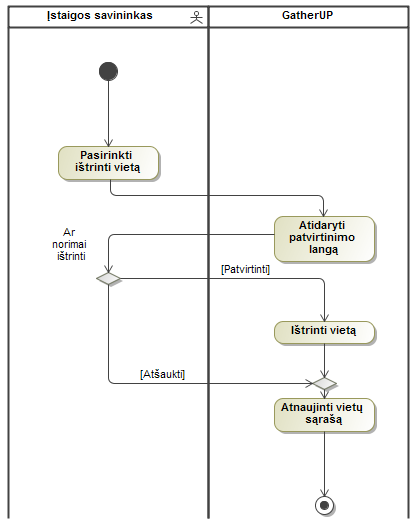 Įstaigos savininkas
GatherUP
Pasirinkti
ištrinti vietą
Atidaryti
patvirtinimo
langą
Ar
norimai
ištrinti
[Patvirtinti]
Ištrinti vietą
[Atšaukti]
Atnaujinti vietų
sąrašą